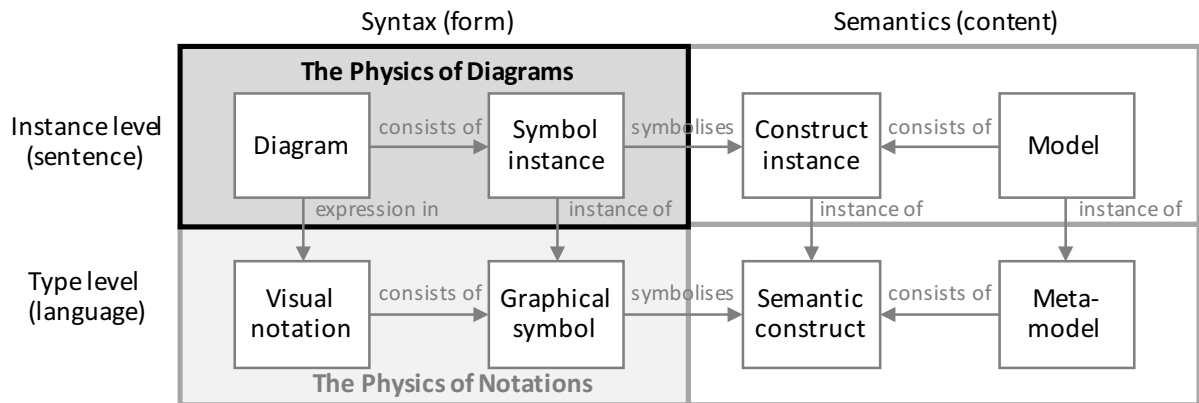 Syntax (form)
Semantics (content)
The Physics of Diagrams
Instance level
(sentence)
Diagram
consists of
Symbol
instance
symbolises
Construct
instance
consists of
Model
expression in
instance of
instance of
instance of
Type level
(language)
Visual
notation
consists of
Graphical
symbol
symbolises
Semantic
construct
consists of
Meta-
model
The Physics of Notations